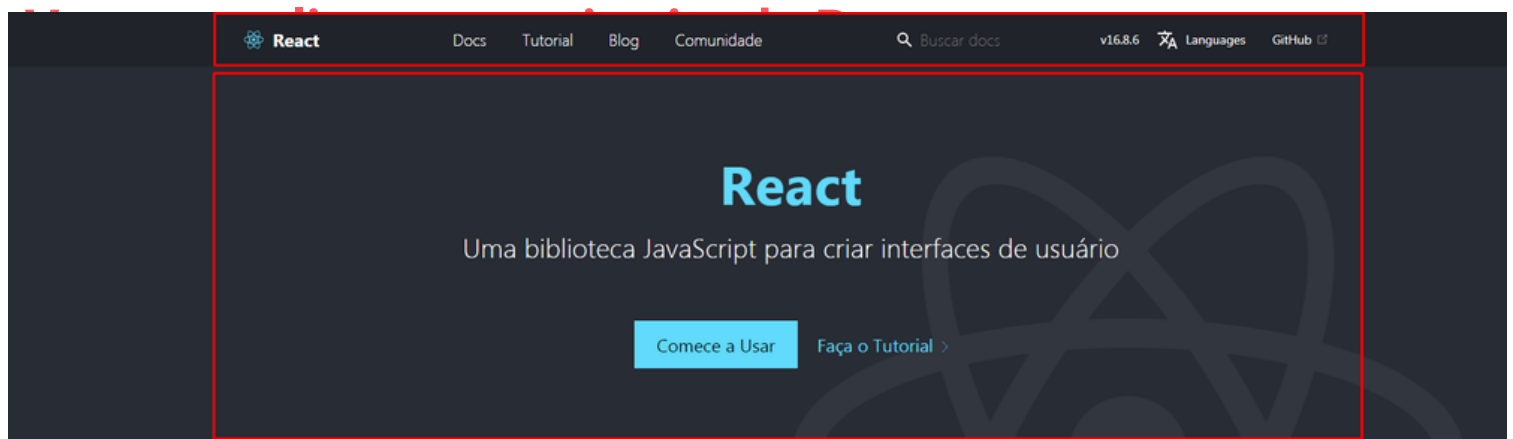 React Docs Tutorial Blog Comunidade Buscar docs v16.8.6 Languages GitHub
React
Uma biblioteca JavaScript para criar interfaces de usuário
Comece a Usar Faça o Tutorial >